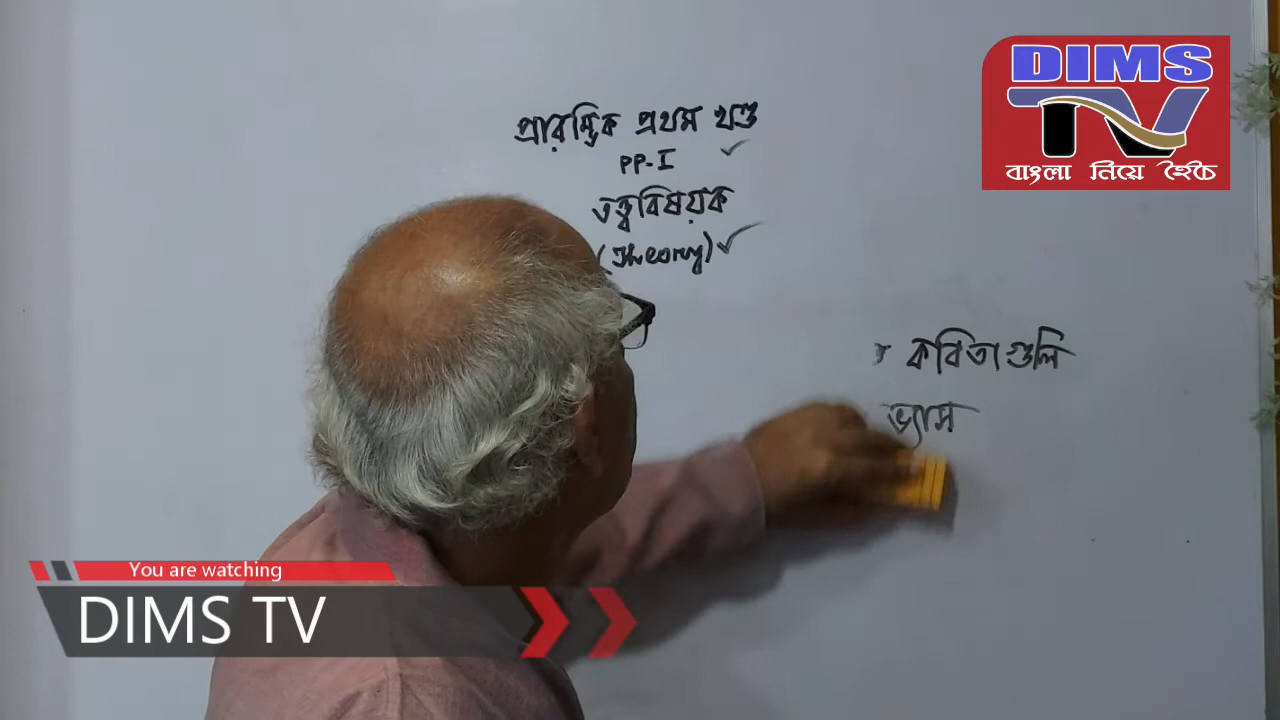 প্রারম্ভিক প্রথম খণ্ড
PP-I
তত্ত্ববিষয়ক
(Theory)
কবিতাগুলি
ভ্যাস
DIMS
TV
বাংলা নিয়ে হৈচৈ
You are watching
DIMS TV